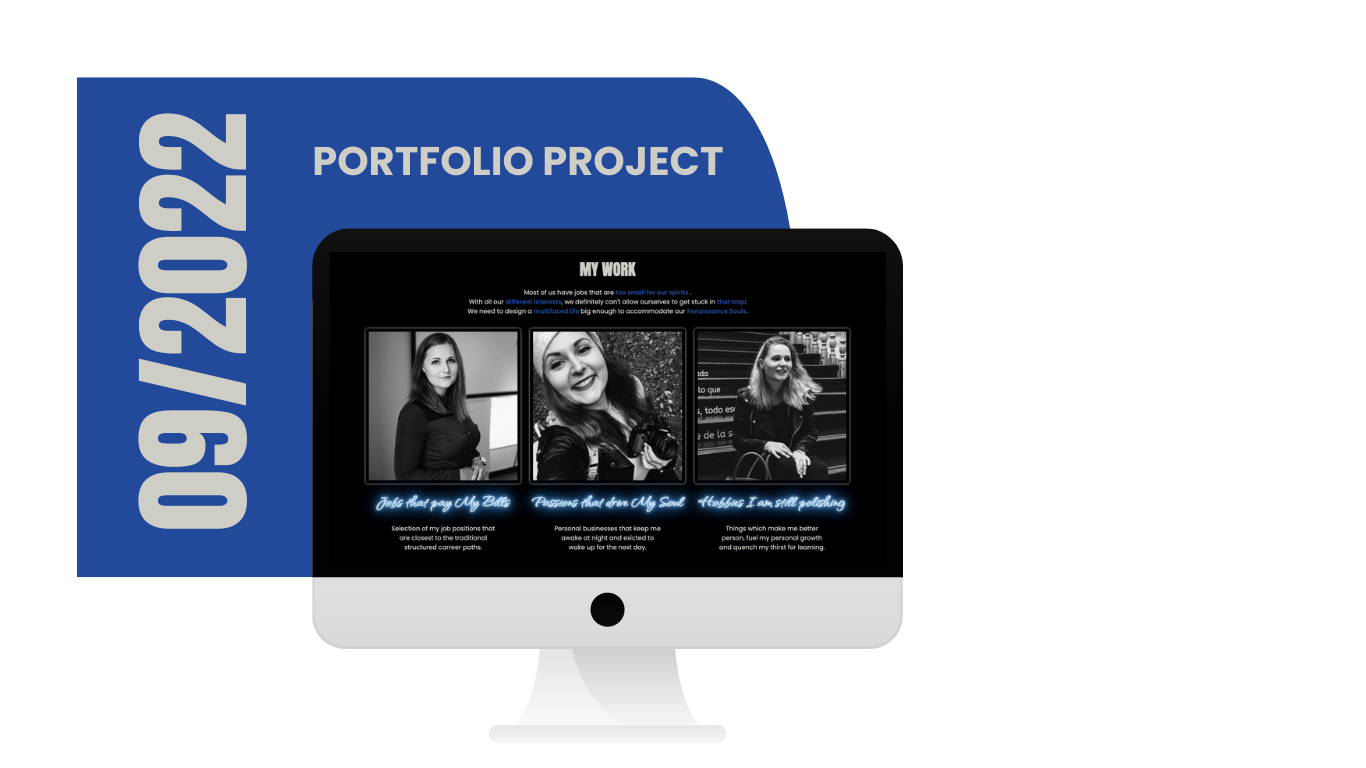 09/2022
PORTFOLIO PROJECT
MY WORK
Most of us have jobs that are too small for our spirits .
With all our different interests, we definitely can't allow ourselves to get stuck in that trap:
We need to design a multifaced life big enough to accommodate our Renaissance Souls.
ada
lo que
s, todo es
e de la s
Jobs that pay My Bills
Passions that drive My Soul
Hobbies I am still polishing
Selection of my job positions that
are closest to the traditional
structured carreer paths.
Personal businesses that keep me
awake at night and exicted to
wake up for the next day.
Things which make me better
person, fuel my personal growth
and quench my thirst for learning.